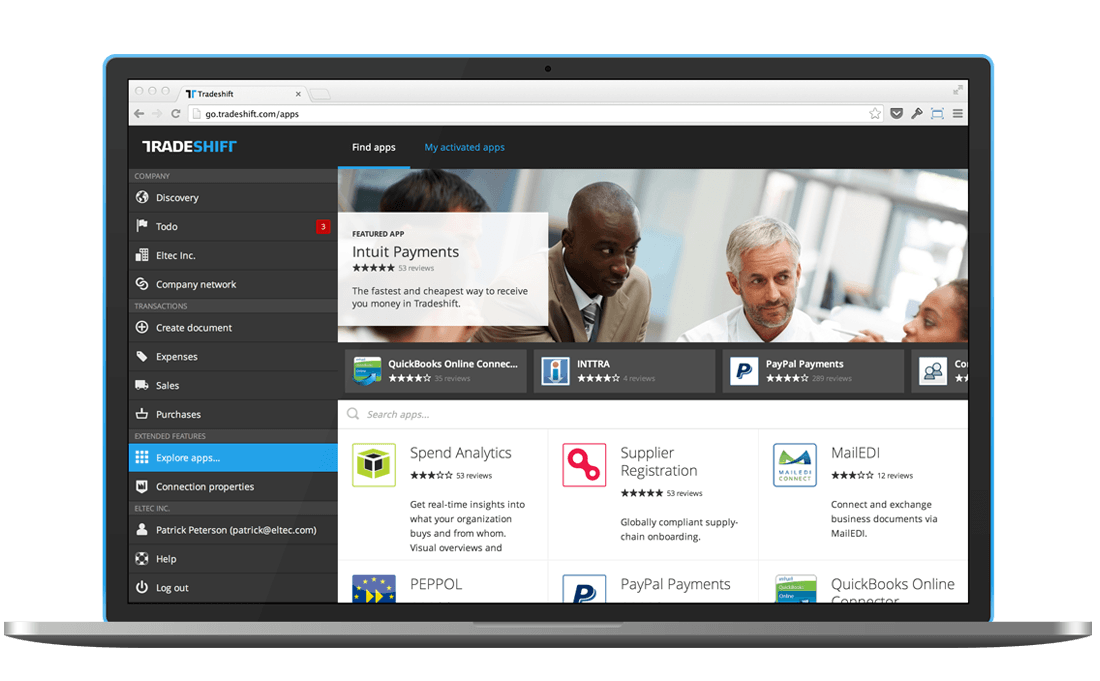 Tradeshift
go.tradeshift.com/apps
TRADESHIFT
Find apps
My activated apps
COMPANY
Discovery
Todo
3
Eltec Inc.
Company network
TRANSACTIONS
Create document
Expenses
Sales
Purchases
EXTENDED FEATURES
Explore apps...
Connection properties
ELTEC INC.
Patrick Peterson (patrick@eltec.com)
Help
Log out
FEATURED APP
Intuit Payments
53 reviews
The fastest and cheapest way to receive
you money in Tradeshift.
QuickBooks Online Connec...
35 reviews
INTTRA
4 reviews
PayPal Payments
289 reviews
Co
Search apps...
Spend Analytics
53 reviews
Get real-time insights into
what your organization
buys and from whom.
Visual overviews and
Supplier
Registration
53 reviews
Globally compliant supply-
chain onboarding.
MAILEDI
CONNECT
MailEDI
12 reviews
Connect and exchange
business documents via
MailEDI.
PEPPOL
PayPal Payments
intuit
QuickBooks
Online
QuickBooks Online
Connector